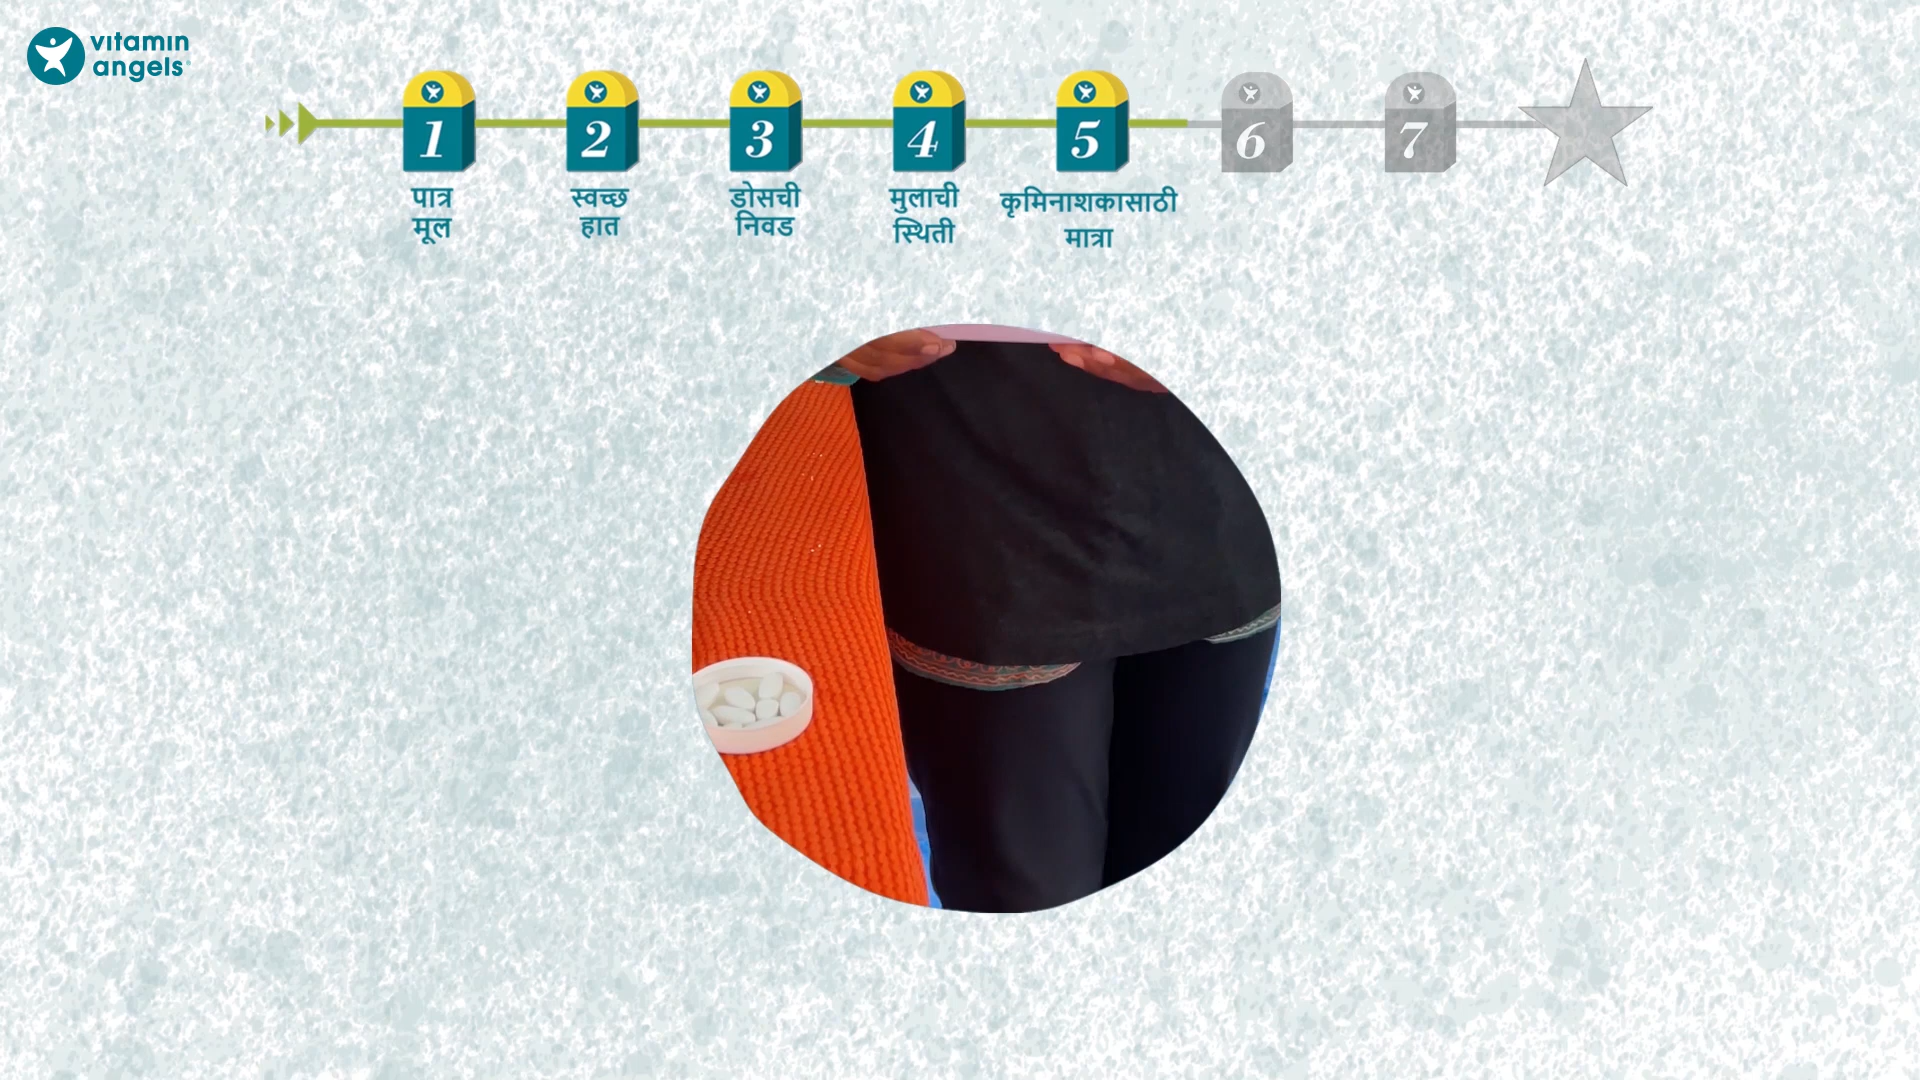 vitamin
angels
1
2
3
4
5
6
7
पात्र
मूल
स्वच्छ
हात
डोसची
निवड
मुलाची
स्थिती
कृमिनाशकासाठी
मात्रा